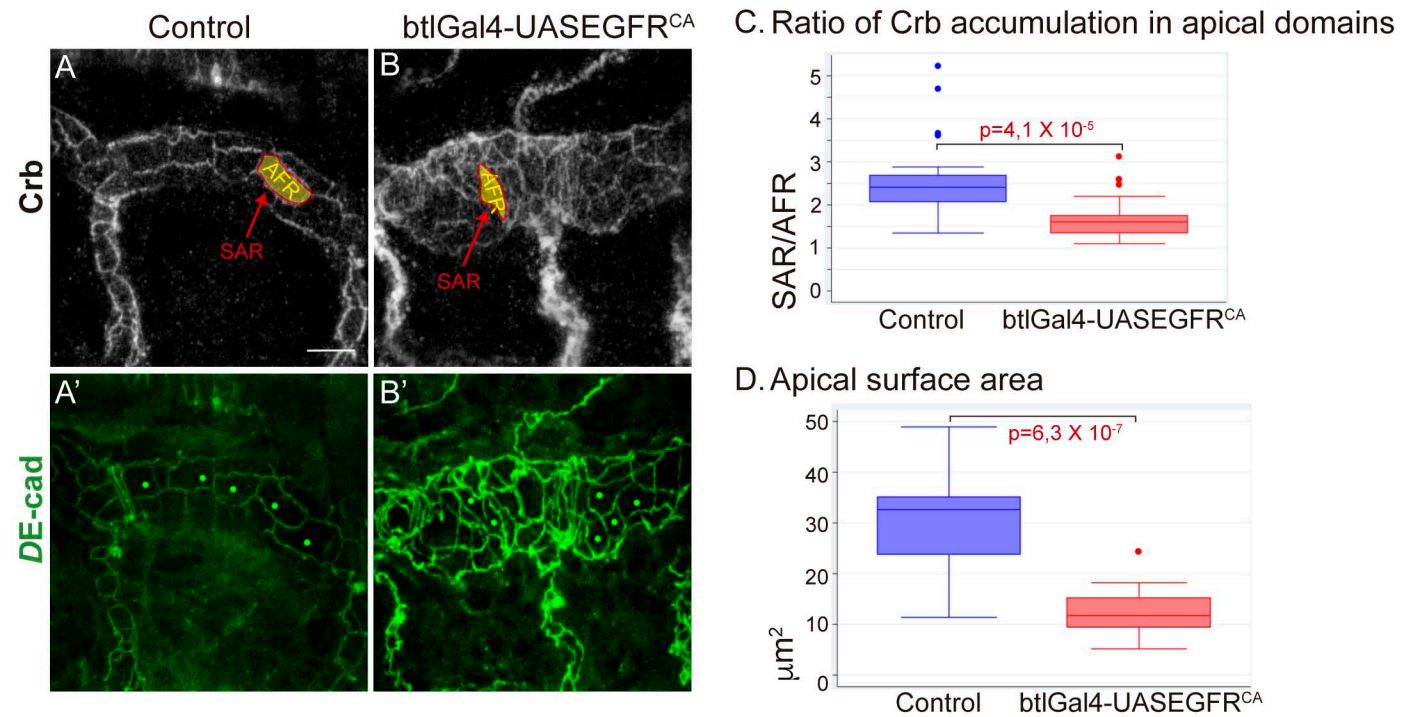 Control
btlGal4-UASEGFR^CA
A
B
Crb
AFR
SAR
AFR
SAR
A’
B’
DE-cad
C. Ratio of Crb accumulation in apical domains
5
4
3
2
1
0
SAR/AFR
p=4,1 X 10^-5
Control
btlGal4-UASEGFR^CA
D. Apical surface area
50
40
30
20
10
0
µm^2
p=6,3 X 10^-7
Control
btlGal4-UASEGFR^CA